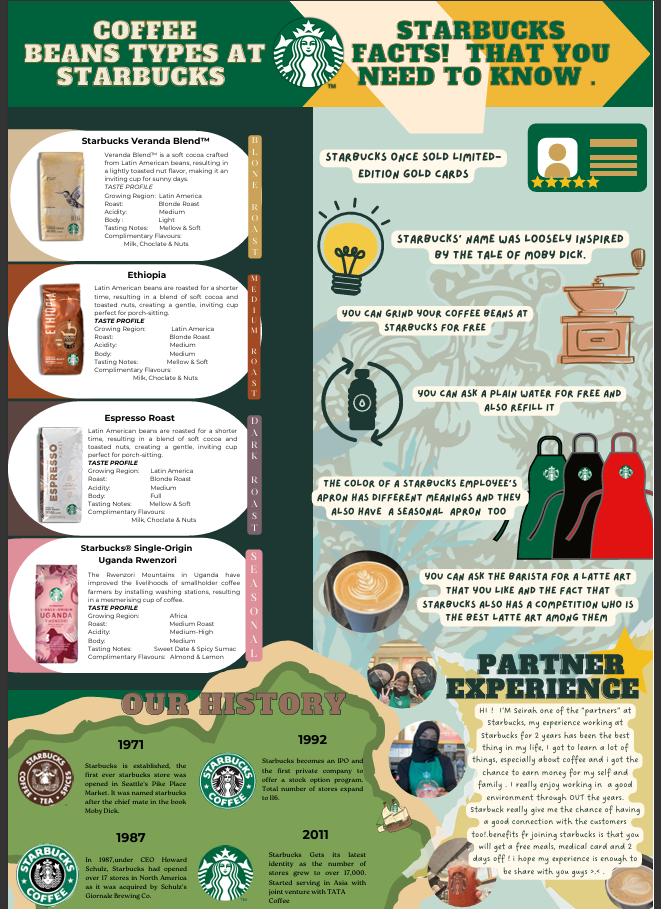 COFFEE
BEANS TYPES AT
STARBUCKS
TM
STARBUCKS
FACTS! THAT YOU
NEED TO KNOW .
Starbucks Veranda Blend™
Veranda Blend™ is a soft cocoa crafted
from Latin American beans, resulting in
a lightly toasted nut flavor, making it an
inviting cup for sunny days.
TASTE PROFILE
Growing Region: Latin America
Roast: Blonde Roast
Acidity: Medium
Body : Light
Tasting Notes: Mellow & Soft
Complimentary Flavours:
Milk, Choclate & Nuts
BLONE ROAST
Ethiopia
Latin American beans are roasted for a shorter
time, resulting in a blend of soft cocoa and
toasted nuts, creating a gentle, inviting cup
perfect for porch-sitting.
TASTE PROFILE
Growing Region: Latin America
Roast: Blonde Roast
Acidity: Medium
Body: Medium
Tasting Notes: Mellow & Soft
Complimentary Flavours:
Milk, Choclate & Nuts
ETHIOPIA
MEDIUM ROAST
Espresso Roast
Latin American beans are roasted for a shorter
time, resulting in a blend of soft cocoa and
toasted nuts, creating a gentle, inviting cup
perfect for porch-sitting.
TASTE PROFILE
Growing Region: Latin America
Roast: Blonde Roast
Acidity: Medium
Body: Full
Tasting Notes: Mellow & Soft
Complimentary Flavours:
Milk, Choclate & Nuts
ESPRESSO
ROAST
DARK ROAST
Starbucks® Single-Origin
Uganda Rwenzori
The Rwenzori Mountains in Uganda have
improved the livelihoods of smallholder coffee
farmers by installing washing stations, resulting
in a mesmerising cup of coffee.
TASTE PROFILE
Growing Region: Africa
Roast: Medium Roast
Acidity: Medium-High
Body: Medium
Tasting Notes: Sweet Date & Spicy Sumac
Complimentary Flavours: Almond & Lemon
UGANDA
SEASONAL
STARBUCKS ONCE SOLD LIMITED-
EDITION GOLD CARDS
STARBUCKS' NAME WAS LOOSELY INSPIRED
BY THE TALE OF MOBY DICK.
YOU CAN GRIND YOUR COFFEE BEANS AT
STARBUCKS FOR FREE
YOU CAN ASK A PLAIN WATER FOR FREE AND
ALSO REFILL IT
THE COLOR OF A STARBUCKS EMPLOYEE'S
APRON HAS DIFFERENT MEANINGS AND THEY
ALSO HAVE A SEASONAL APRON TOO
YOU CAN ASK THE BARISTA FOR A LATTE ART
THAT YOU LIKE AND THE FACT THAT
STARBUCKS ALSO HAS A COMPETITION WHO IS
THE BEST LATTE ART AMONG THEM
OUR HISTORY
1971
Starbucks is established, the
first ever starbucks store was
opened in Seattle's Pike Place
Market. It was named starbucks
after the chief mate in the book
Moby Dick.
STARBUCKS
COFFEE · TEA · SPICES
1992
Starbucks becomes an IPO and
the first private company to
offer a stock option program.
Total number of stores expand
to 116.
STARBUCKS
COFFEE
1987
In 1987,under CEO Howard
Schulz, Starbucks had opened
over 17 stores in North America
as it was acquired by Schulz's
Giornale Brewing Co.
STARBUCKS
COFFEE
2011
Starbucks Gets its latest
identity as the number of
stores grew to over 17,000.
Started serving in Asia with
joint venture with TATA
Coffee
PARTNER
EXPERIENCE
HI ! I'M Seirah one of the "partners" at
Starbucks, my experience working at
Starbucks for 2 years has been the best
thing in my life, I got to learn a lot of
things, especially about coffee and i got the
chance to earn money for my self and
family . I really enjoy working in a good
environment through OUT the years.
Starbuck really give me the chance of having
a good connection with the customers
too!.benefits fr joining starbucks is that you
will get a free meals, medical card and 2
days off ! i hope my experience is enough to
be share with you guys >.< .